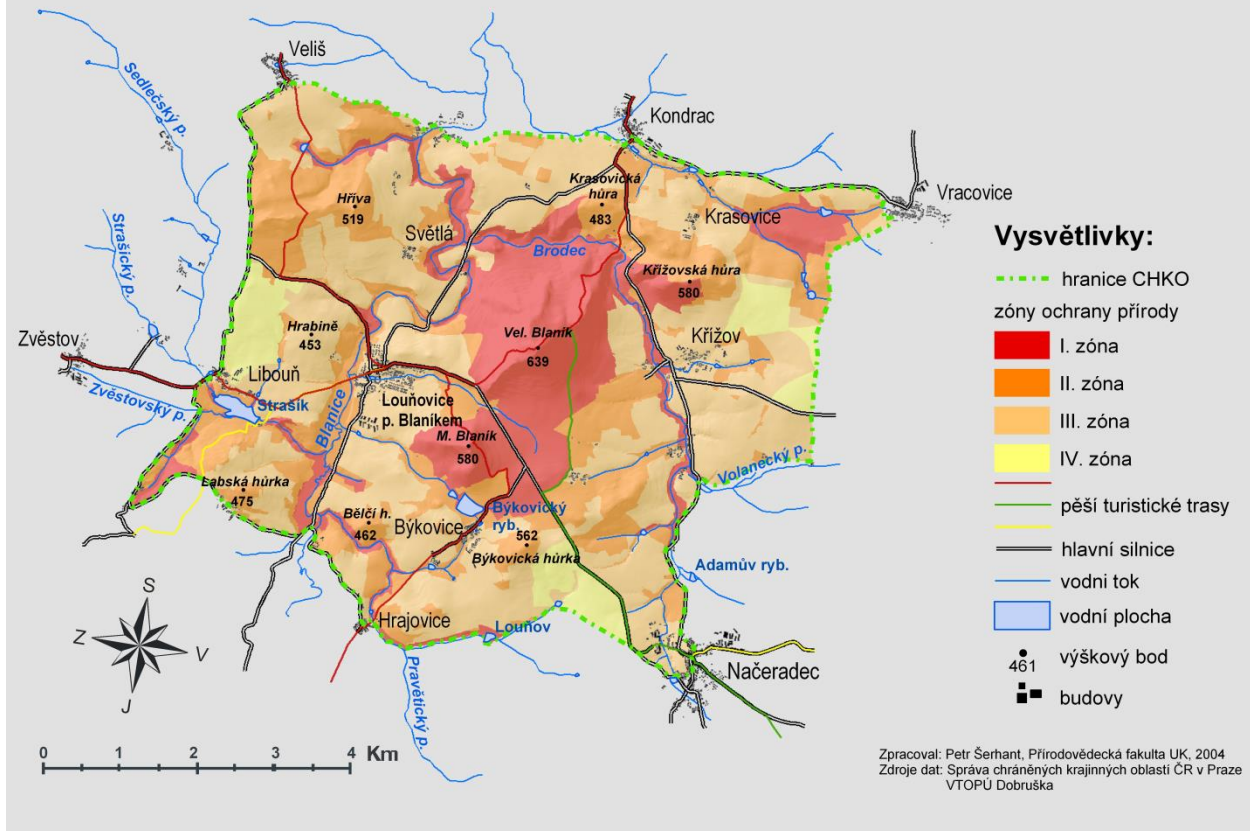 Veliš
Sedlečský p.
Kondrac
Vracovice
Krasovická
hůra
483
Hříva
519
Krasovice
Strašický p.
Světlá
Brodec
Křížovská hůra
580
Hrabině
453
Vel. Blaník
639
Křížov
Zvěstov
Libouň
Zvěstovský p.
Strašík
Louňovice
p. Blaníkem
Blanice
M. Blaník
580
Volanecký p.
Labská hůrka
475
Bělčí h.
462
Býkovice
Býkovický
ryb.
562
Býkovická hůrka
Adamův ryb.
Hrajovice
Louňov
Načeradec
Pravětický p.
S
Z
V
J
0 1 2 3 4 Km
Vysvětlivky:
hranice CHKO
zóny ochrany přírody
I. zóna
II. zóna
III. zóna
IV. zóna
pěší turistické trasy
hlavní silnice
vodni tok
vodní plocha
461
výškový bod
budovy
Zpracoval: Petr Šerhant, Přírodovědecká fakulta UK, 2004
Zdroje dat: Správa chráněných krajinných oblastí ČR v Praze
VTOPÚ Dobruška